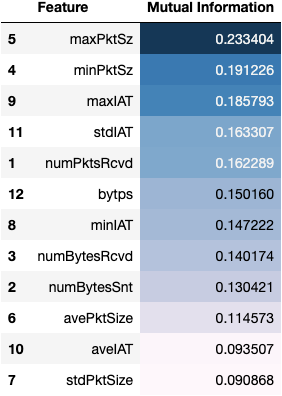 Feature Mutual Information
5 maxPktSz 0.233404
4 minPktSz 0.191226
9 maxIAT 0.185793
11 stdIAT 0.163307
1 numPktsRcvd 0.162289
12 bytps 0.150160
8 minIAT 0.147222
3 numBytesRcvd 0.140174
2 numBytesSnt 0.130421
6 avePktSize 0.114573
10 aveIAT 0.093507
7 stdPktSize 0.090868